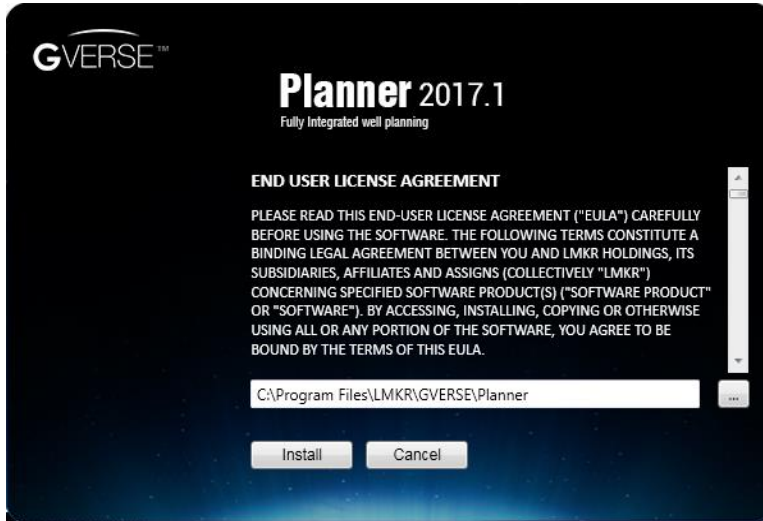 GVERSE™
Planner 2017.1
Fully Integrated well planning
END USER LICENSE AGREEMENT
PLEASE READ THIS END-USER LICENSE AGREEMENT ("EULA") CAREFULLY
BEFORE USING THE SOFTWARE. THE FOLLOWING TERMS CONSTITUTE A
BINDING LEGAL AGREEMENT BETWEEN YOU AND LMKR HOLDINGS, ITS
SUBSIDIARIES, AFFILIATES AND ASSIGNS (COLLECTIVELY "LMKR")
CONCERNING SPECIFIED SOFTWARE PRODUCT(S) ("SOFTWARE PRODUCT"
OR "SOFTWARE"). BY ACCESSING, INSTALLING, COPYING OR OTHERWISE
USING ALL OR ANY PORTION OF THE SOFTWARE, YOU AGREE TO BE
BOUND BY THE TERMS OF THIS EULA.
C:\Program Files\LMKR\GVERSE\Planner
...
Install Cancel